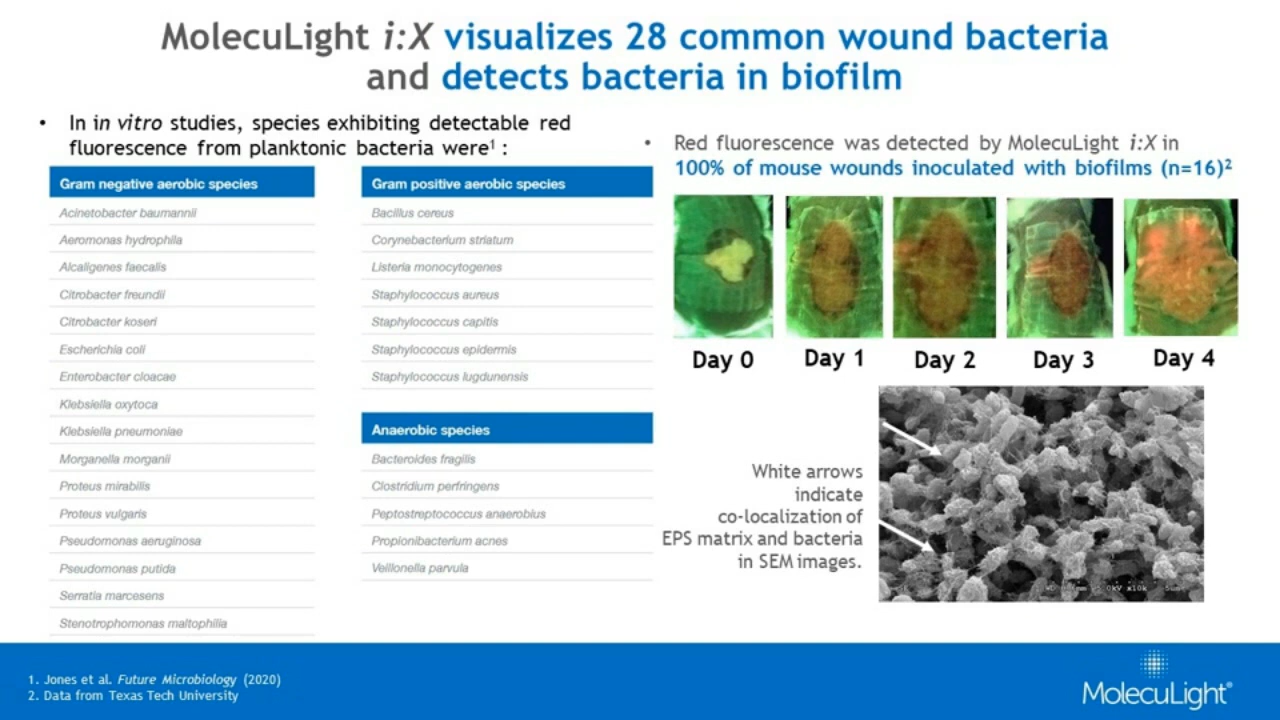 MolecuLight i:X visualizes 28 common wound bacteria
and detects bacteria in biofilm
• In in vitro studies, species exhibiting detectable red
fluorescence from planktonic bacteria were¹ :
Gram negative aerobic species
Acinetobacter baumannii
Aeromonas hydrophila
Alcaligenes faecalis
Citrobacter freundii
Citrobacter koseri
Escherichia coli
Enterobacter cloacae
Klebsiella oxytoca
Klebsiella pneumoniae
Morganella morganii
Proteus mirabilis
Proteus vulgaris
Pseudomonas aeruginosa
Pseudomonas putida
Serratia marcesens
Stenotrophomonas maltophilia
Gram positive aerobic species
Bacillus cereus
Corynebacterium striatum
Listeria monocytogenes
Staphylococcus aureus
Staphylococcus capitis
Staphylococcus epidermis
Staphylococcus lugdunensis
Anaerobic species
Bacteroides fragilis
Clostridium perfringens
Peptostreptococcus anaerobius
Propionibacterium acnes
Veillonella parvula
• Red fluorescence was detected by MolecuLight i:X in
100% of mouse wounds inoculated with biofilms (n=16)²
Day 0
Day 1
Day 2
Day 3
Day 4
White arrows
indicate
co-localization of
EPS matrix and bacteria
in SEM images.
x10k
1. Jones et al. Future Microbiology (2020)
2. Data from Texas Tech University
MolecuLight®